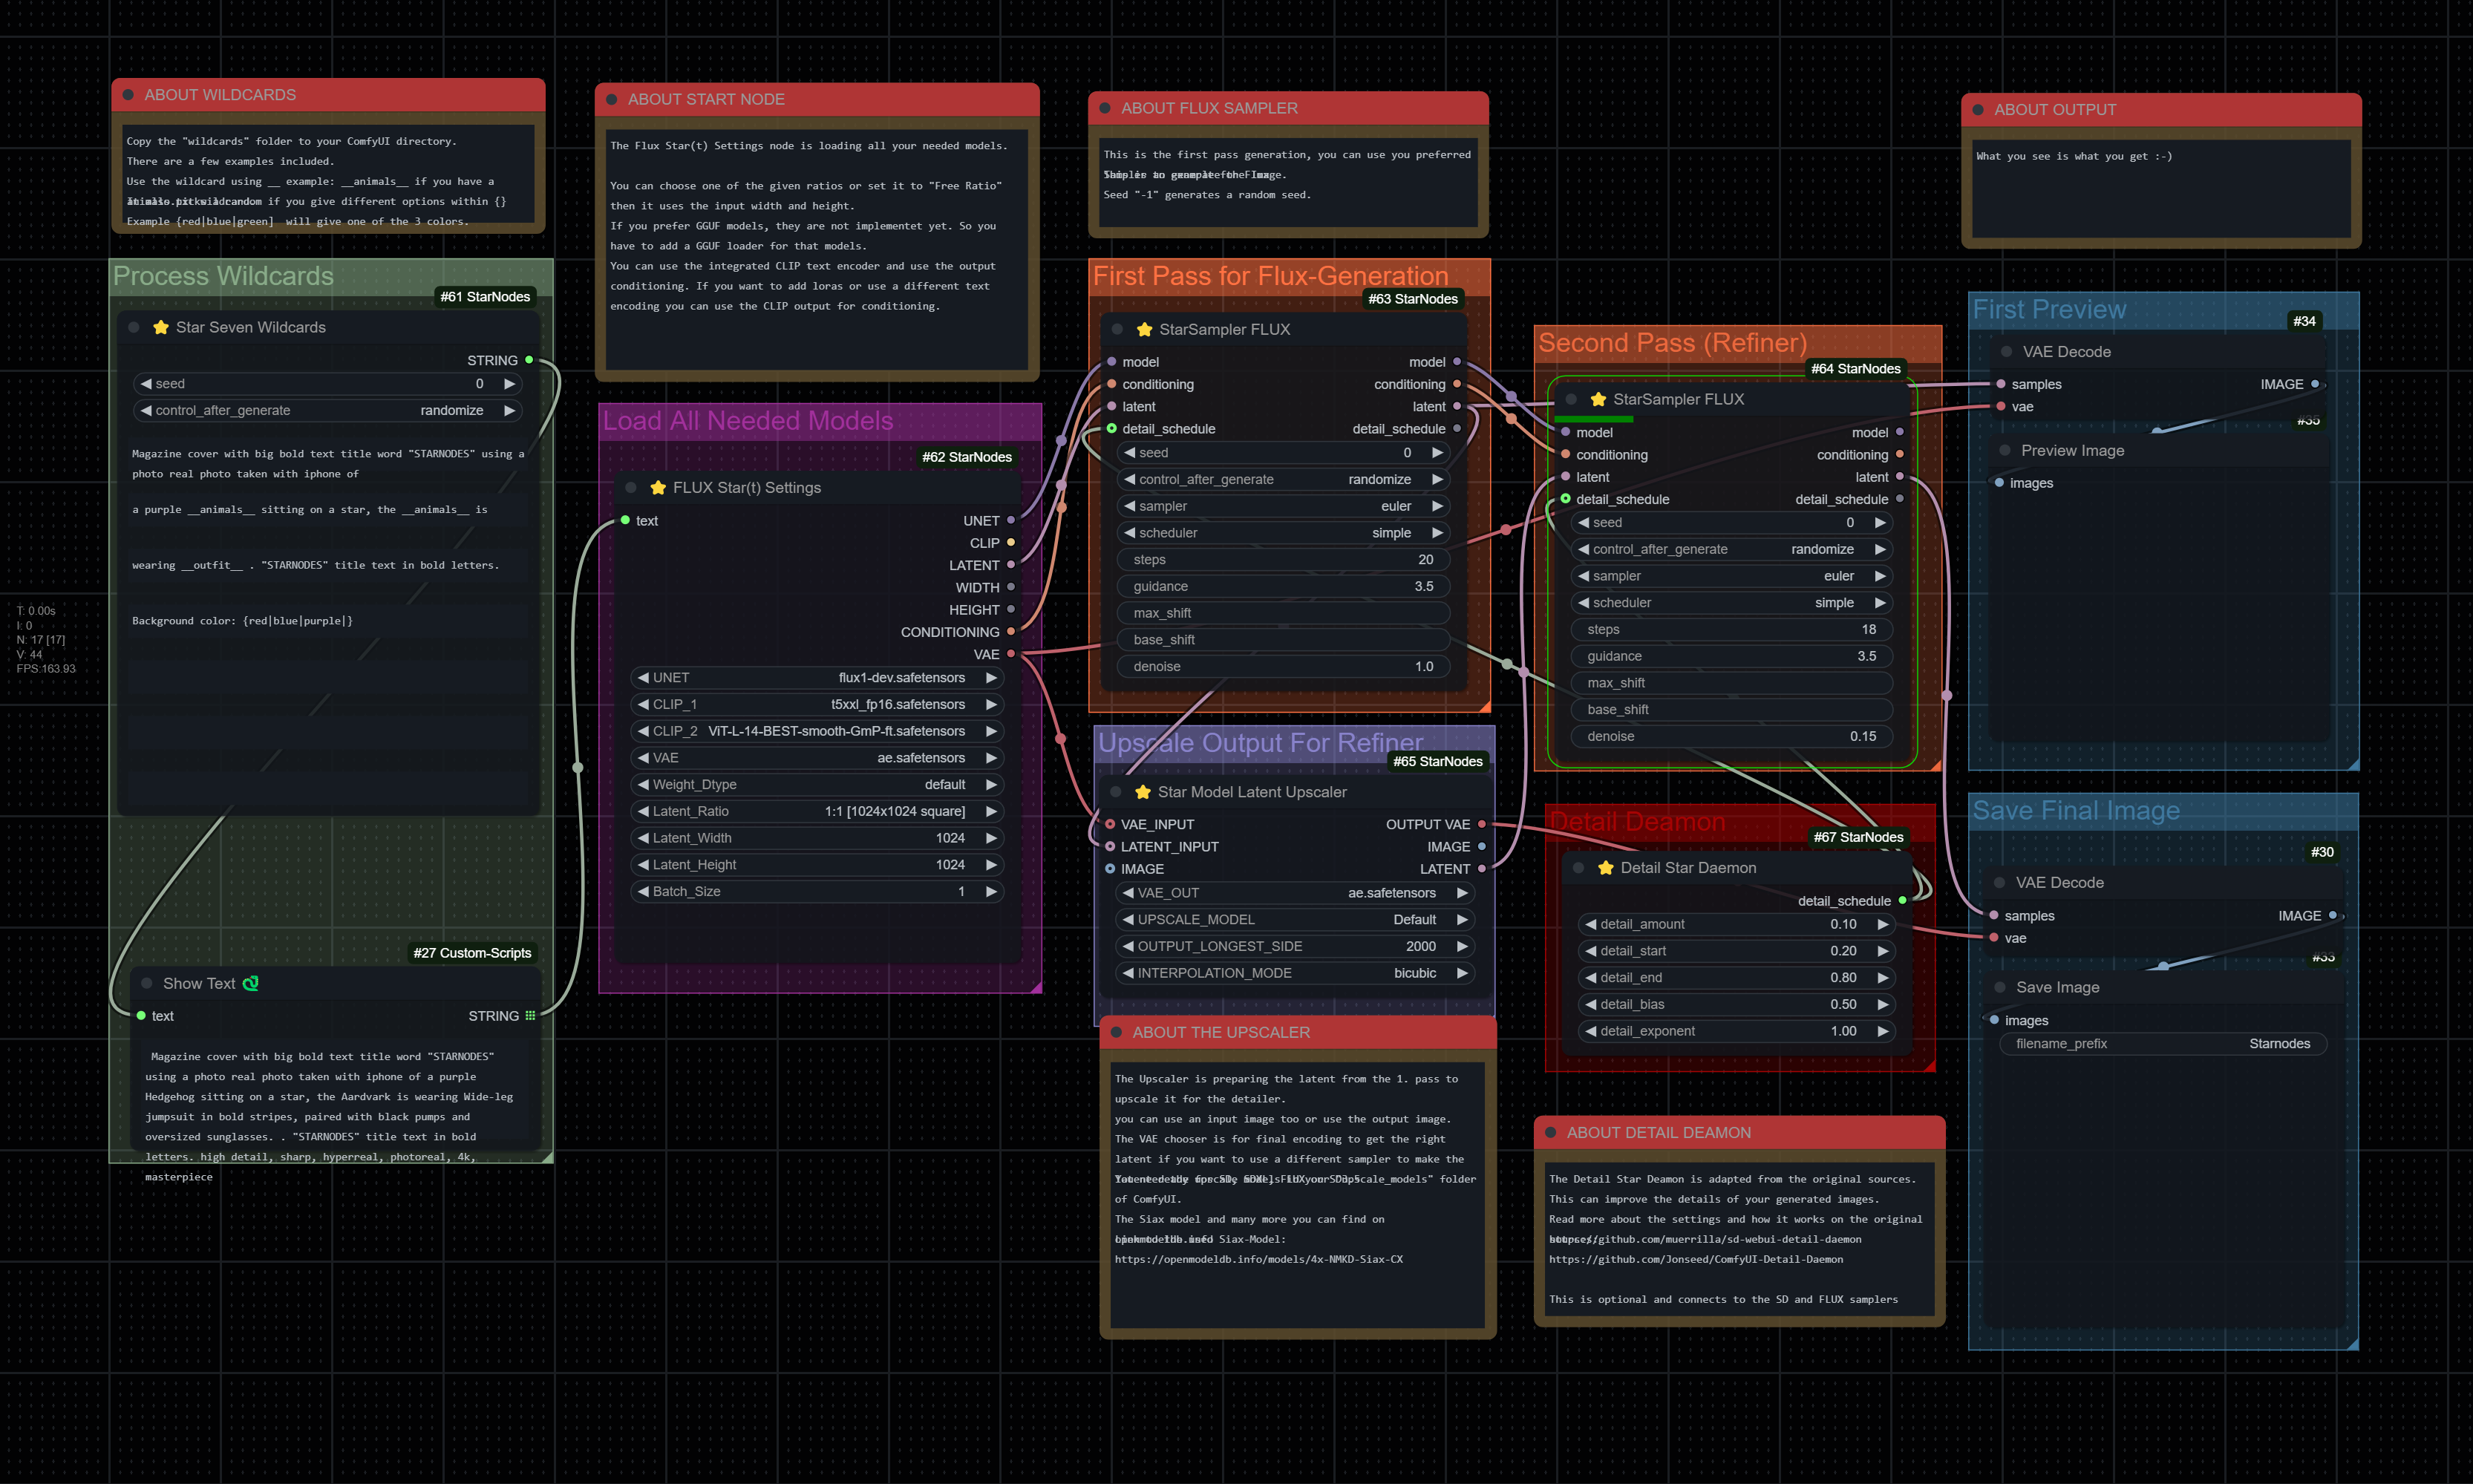 ABOUT WILDCARDS
Copy the "wildcards" folder to your ComfyUI directory.
There are a few examples included.
Use the wildcard using __ example: __animals__ if you have a
random if you give different options within {}
Example {red|blue|green]  will give one of the 3 colors.
ABOUT START NODE
The Flux Star(t) Settings node is loading all your needed models.
You can choose one of the given ratios or set it to "Free Ratio"
then it uses the input width and height.
If you prefer GGUF models, they are not implementet yet. So you
have to add a GGUF loader for that models.
You can use the integrated CLIP text encoder and use the output
conditioning. If you want to add loras or use a different text
encoding you can use the CLIP output for conditioning.
ABOUT FLUX SAMPLER
This is the first pass generation, you can use you preferred
Seed "-1" generates a random seed.
ABOUT OUTPUT
What you see is what you get :-)
Process Wildcards
#61 StarNodes
Star Seven Wildcards
STRING
seed 0
control_after_generate randomize
Magazine cover with big bold text title word "STARNODES" using a
photo real photo taken with iphone of
a purple __animals__ sitting on a star, the __animals__ is
wearing __outfit__ . "STARNODES" title text in bold letters.
Background color: {red|blue|purple|}
T: 0.00s
I: 0
N: 17 [17]
V: 44
FPS:163.93
#27 Custom-Scripts
Show Text
text STRING
Magazine cover with big bold text title word "STARNODES"
using a photo real photo taken with iphone of a purple
Hedgehog sitting on a star, the Aardvark is wearing Wide-leg
jumpsuit in bold stripes, paired with black pumps and
oversized sunglasses. . "STARNODES" title text in bold
letters. high detail, sharp, hyperreal, photoreal, 4k,
masterpiece
Load All Needed Models
#62 StarNodes
FLUX Star(t) Settings
text UNET
CLIP
LATENT
WIDTH
HEIGHT
CONDITIONING
VAE
UNET flux1-dev.safetensors
CLIP_1 t5xxl_fp16.safetensors
CLIP_2 ViT-L-14-BEST-smooth-GmP-ft.safetensors
VAE ae.safetensors
Weight_Dtype default
Latent_Ratio 1:1 [1024x1024 square]
Latent_Width 1024
Latent_Height 1024
Batch_Size 1
First Pass for Flux-Generation
#63 StarNodes
StarSampler FLUX
model model
conditioning conditioning
latent latent
detail_schedule detail_schedule
seed 0
control_after_generate randomize
sampler euler
scheduler simple
steps 20
guidance 3.5
max_shift
base_shift
denoise 1.0
Upscale Output For Refiner
#65 StarNodes
Star Model Latent Upscaler
VAE_INPUT OUTPUT VAE
LATENT_INPUT IMAGE
IMAGE LATENT
VAE_OUT ae.safetensors
UPSCALE_MODEL Default
OUTPUT_LONGEST_SIDE 2000
INTERPOLATION_MODE bicubic
ABOUT THE UPSCALER
The Upscaler is preparing the latent from the 1. pass to
upscale it for the detailer.
you can use an input image too or use the output image.
The VAE chooser is for final encoding to get the right
latent if you want to use a different sampler to make the
folder
of ComfyUI.
The Siax model and many more you can find on
Siax-Model:
https://openmodeldb.info/models/4x-NMKD-Siax-CX
Second Pass (Refiner)
#64 StarNodes
StarSampler FLUX
model model
conditioning conditioning
latent latent
detail_schedule detail_schedule
seed 0
control_after_generate randomize
sampler euler
scheduler simple
steps 18
guidance 3.5
max_shift
base_shift
denoise 0.15
Detail Deamon
#67 StarNodes
Detail Star Daemon
detail_schedule
detail_amount 0.10
detail_start 0.20
detail_end 0.80
detail_bias 0.50
detail_exponent 1.00
ABOUT DETAIL DEAMON
The Detail Star Deamon is adapted from the original sources.
This can improve the details of your generated images.
Read more about the settings and how it works on the original
https://github.com/muerrilla/sd-webui-detail-daemon
https://github.com/Jonseed/ComfyUI-Detail-Daemon
This is optional and connects to the SD and FLUX samplers
First Preview
#34
VAE Decode
samples IMAGE
vae
#35
Preview Image
images
Save Final Image
#30
VAE Decode
samples IMAGE
vae
#33
Save Image
images
filename_prefix Starnodes